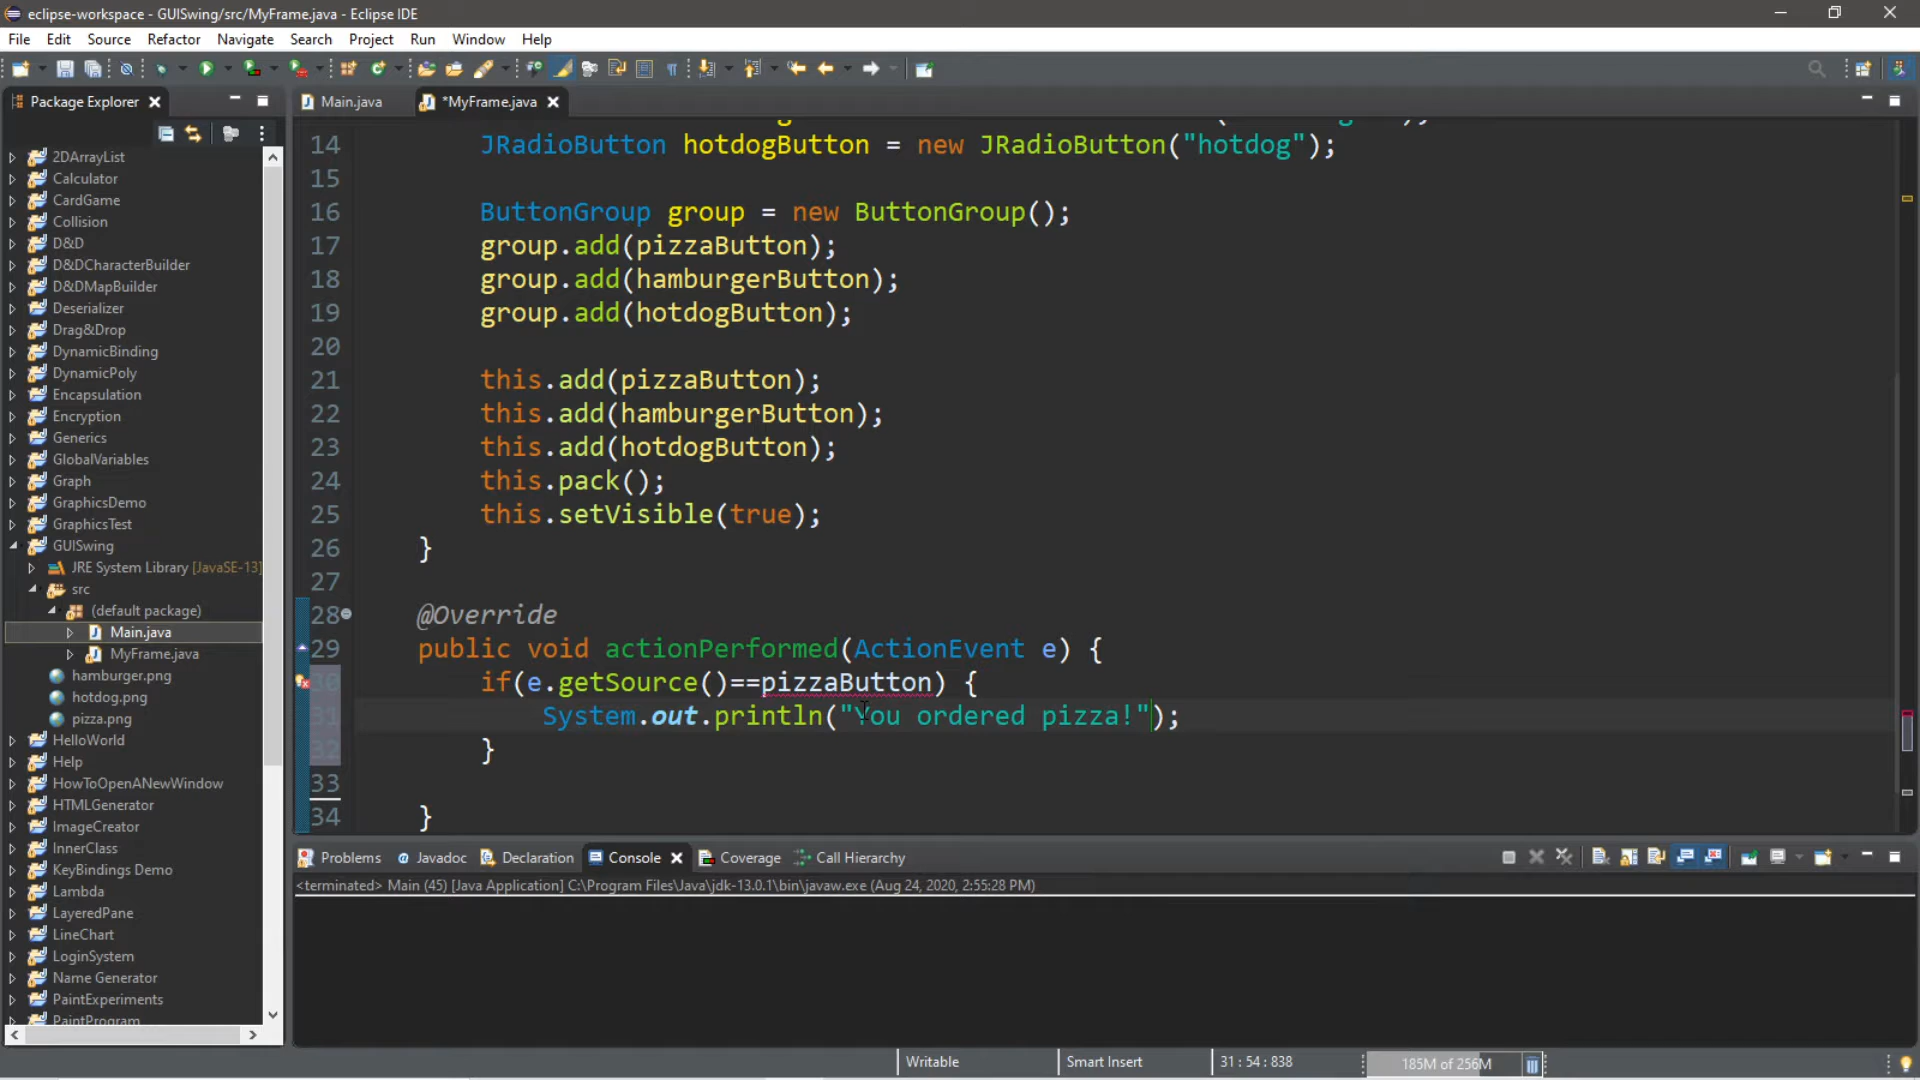 eclipse-workspace - GUISwing/src/MyFrame.java - Eclipse IDE
File Edit Source Refactor Navigate Search Project Run Window Help
Package Explorer
Main.java *MyFrame.java
2DArrayList
Calculator
CardGame
Collision
D&D
D&DCharacterBuilder
D&DMapBuilder
Deserializer
Drag&Drop
DynamicBinding
DynamicPoly
Encapsulation
Encryption
Generics
GlobalVariables
Graph
GraphicsDemo
GraphicsTest
GUISwing
JRE System Library [JavaSE-13]
src
(default package)
Main.java
MyFrame.java
hamburger.png
hotdog.png
pizza.png
HelloWorld
Help
HowToOpenANewWindow
HTMLGenerator
ImageCreator
InnerClass
KeyBindings Demo
Lambda
LayeredPane
LineChart
LoginSystem
Name Generator
PaintExperiments
PaintProgram
14 JRadioButton hotdogButton = new JRadioButton("hotdog");
15
16 ButtonGroup group = new ButtonGroup();
17 group.add(pizzaButton);
18 group.add(hamburgerButton);
19 group.add(hotdogButton);
20
21 this.add(pizzaButton);
22 this.add(hamburgerButton);
23 this.add(hotdogButton);
24 this.pack();
25 this.setVisible(true);
26 }
27
28 @Override
29 public void actionPerformed(ActionEvent e) {
30 if(e.getSource()==pizzaButton) {
31 System.out.println("You ordered pizza!");
32 }
33
34 }
Problems Javadoc Declaration Console Coverage Call Hierarchy
<terminated> Main (45) [Java Application] C:\Program Files\Java\jdk-13.0.1\bin\javaw.exe (Aug 24, 2020, 2:55:28 PM)
Writable Smart Insert 31 : 54 : 838 185M of 256M